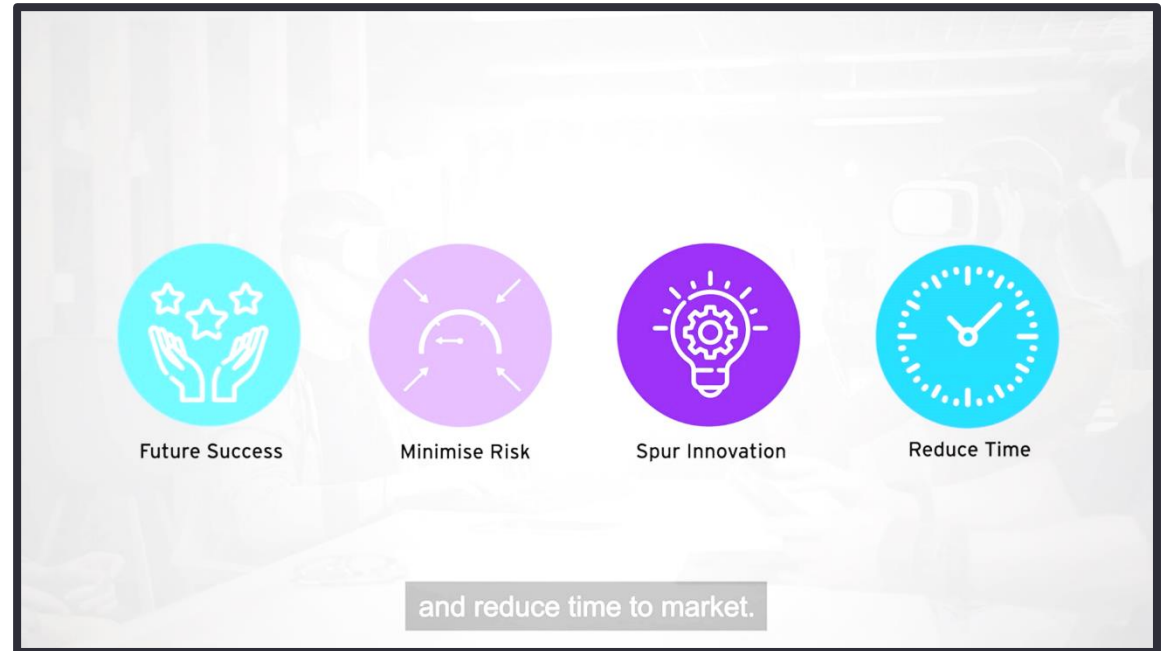 Future Success
Minimise Risk
Spur Innovation
Reduce Time
and reduce time to market.